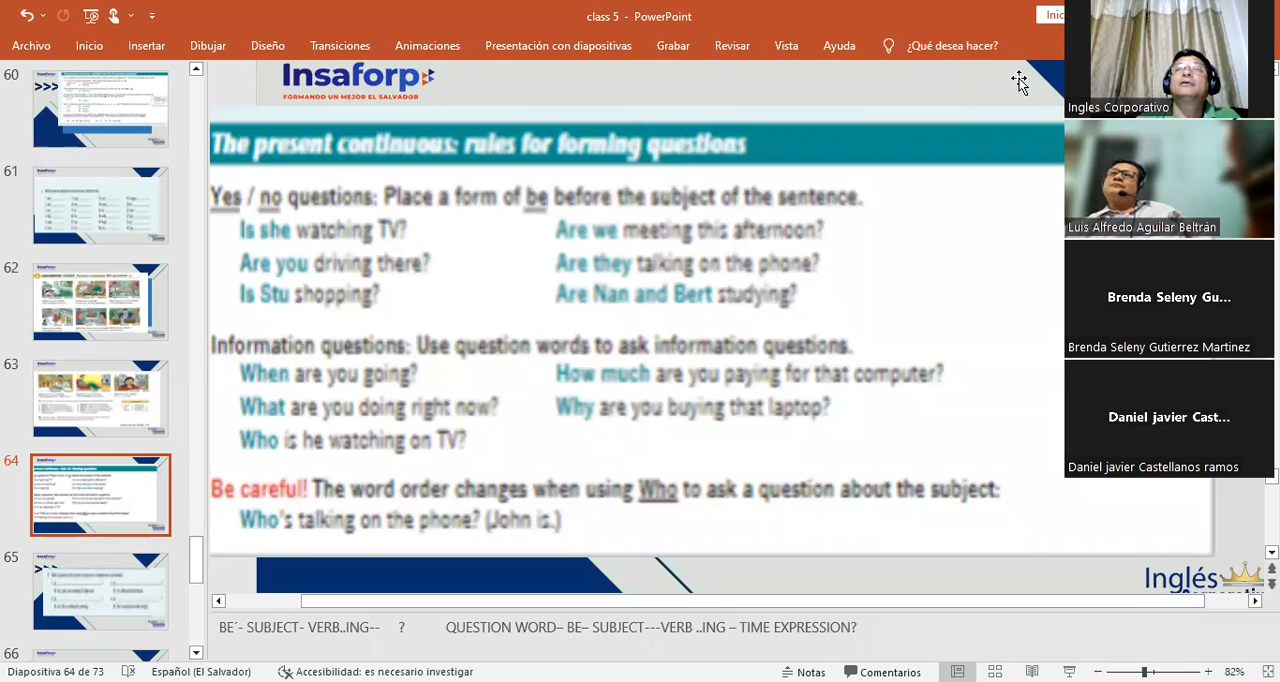 class 5 - PowerPoint
Inic
Archivo Inicio Insertar Dibujar Diseño Transiciones Animaciones Presentación con diapositivas Grabar Revisar Vista Ayuda ¿Qué desea hacer?
60
61
62
63
64
65
66
Insaforp
FORMANDO UN MEJOR EL SALVADOR
The present continuous: rules for forming questions
Yes / no questions: Place a form of be before the subject of the sentence.
Is she watching TV? Are we meeting this afternoon?
Are you driving there? Are they talking on the phone?
Is Stu shopping? Are Nan and Bert studying?
Information questions: Use question words to ask information questions.
When are you going? How much are you paying for that computer?
What are you doing right now? Why are you buying that laptop?
Who is he watching on TV?
Be careful! The word order changes when using Who to ask a question about the subject:
Who's talking on the phone? (John is.)
Inglés
BE´- SUBJECT- VERB..ING-- ? QUESTION WORD– BE– SUBJECT---VERB ..ING – TIME EXPRESSION?
Diapositiva 64 de 73 Español (El Salvador) Accesibilidad: es necesario investigar Notas Comentarios 82%
Ingles Corporativo
Luis Alfredo Aguilar Beltrán
Brenda Seleny Gu...
Brenda Seleny Gutierrez Martinez
Daniel javier Cast...
Daniel javier Castellanos ramos